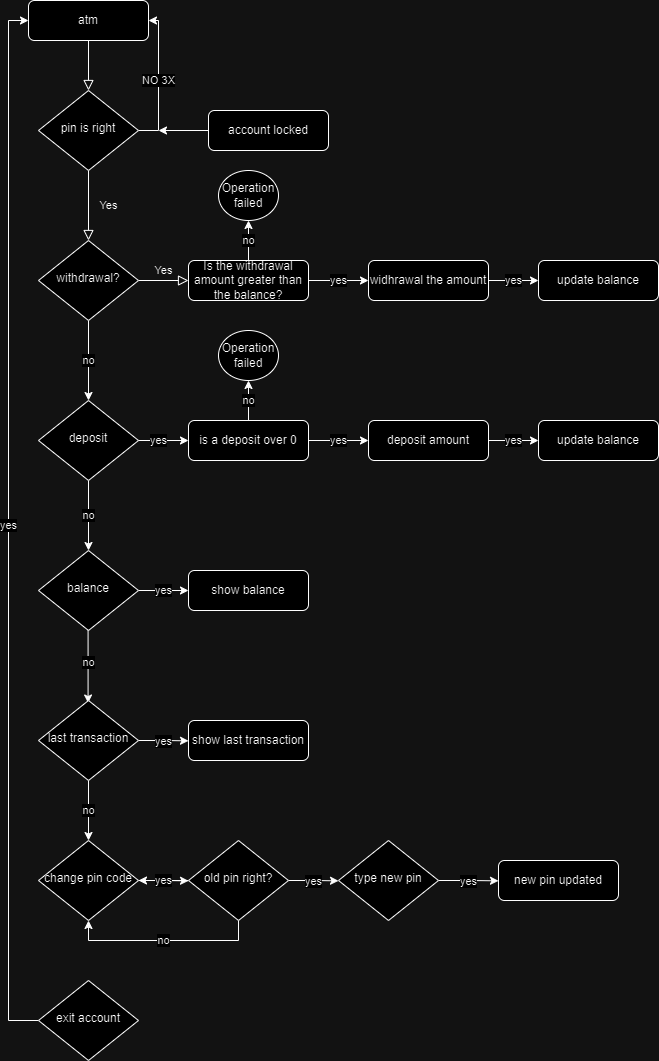 atm
NO 3X
pin is right
account locked
Yes
Operation
failed
no
withdrawal?
Yes
Is the withdrawal
amount greater than
the balance?
yes
widhrawal the amount
yes
update balance
no
Operation
failed
no
deposit
yes
is a deposit over 0
yes
deposit amount
yes
update balance
no
yes
balance
yes
show balance
no
last transaction
yes
show last transaction
no
change pin code
yes
old pin right?
yes
type new pin
yes
new pin updated
no
exit account